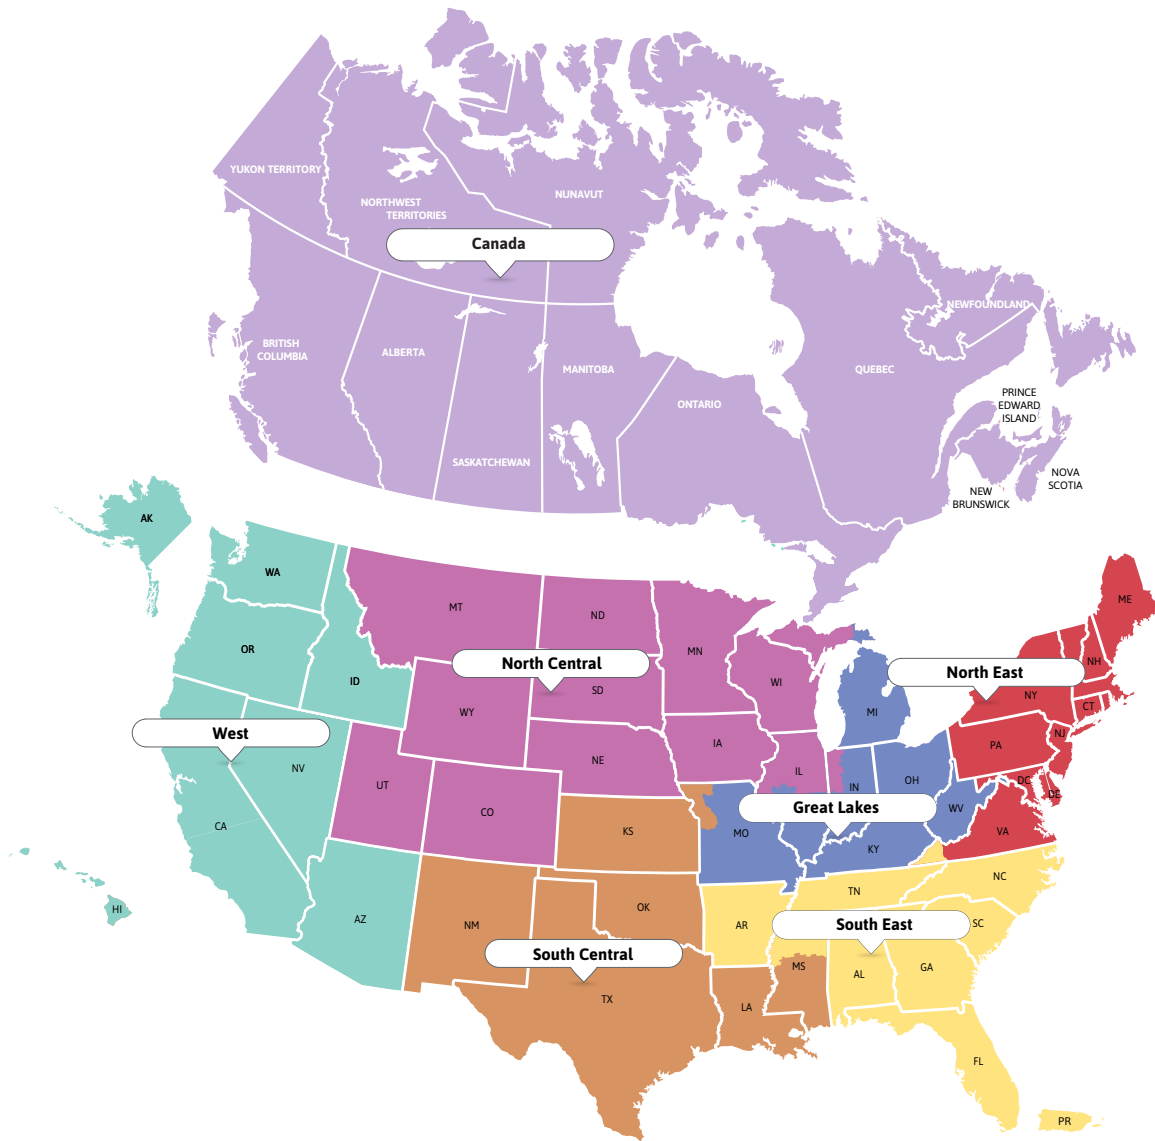 YUKON TERRITORY
NORTHWEST
TERRITORIES
NUNAVUT
Canada
BRITISH
COLUMBIA
ALBERTA
SASKATCHEWAN
MANITOBA
ONTARIO
QUEBEC
NEWFOUNDLAND
PRINCE
EDWARD
ISLAND
NOVA
SCOTIA
NEW
BRUNSWICK
AK
WA
OR
ID
West
NV
CA
AZ
HI
MT
ND
MN
North Central
SD
WI
WY
NE
IA
IL
UT
CO
MI
OH
IN
Great Lakes
WV
MO
KY
ME
NH
North East
NY
CT
NJ
PA
DC
DE
VA
KS
OK
NM
South Central
TX
LA
MS
TN
NC
AR
South East
SC
AL
GA
FL
PR